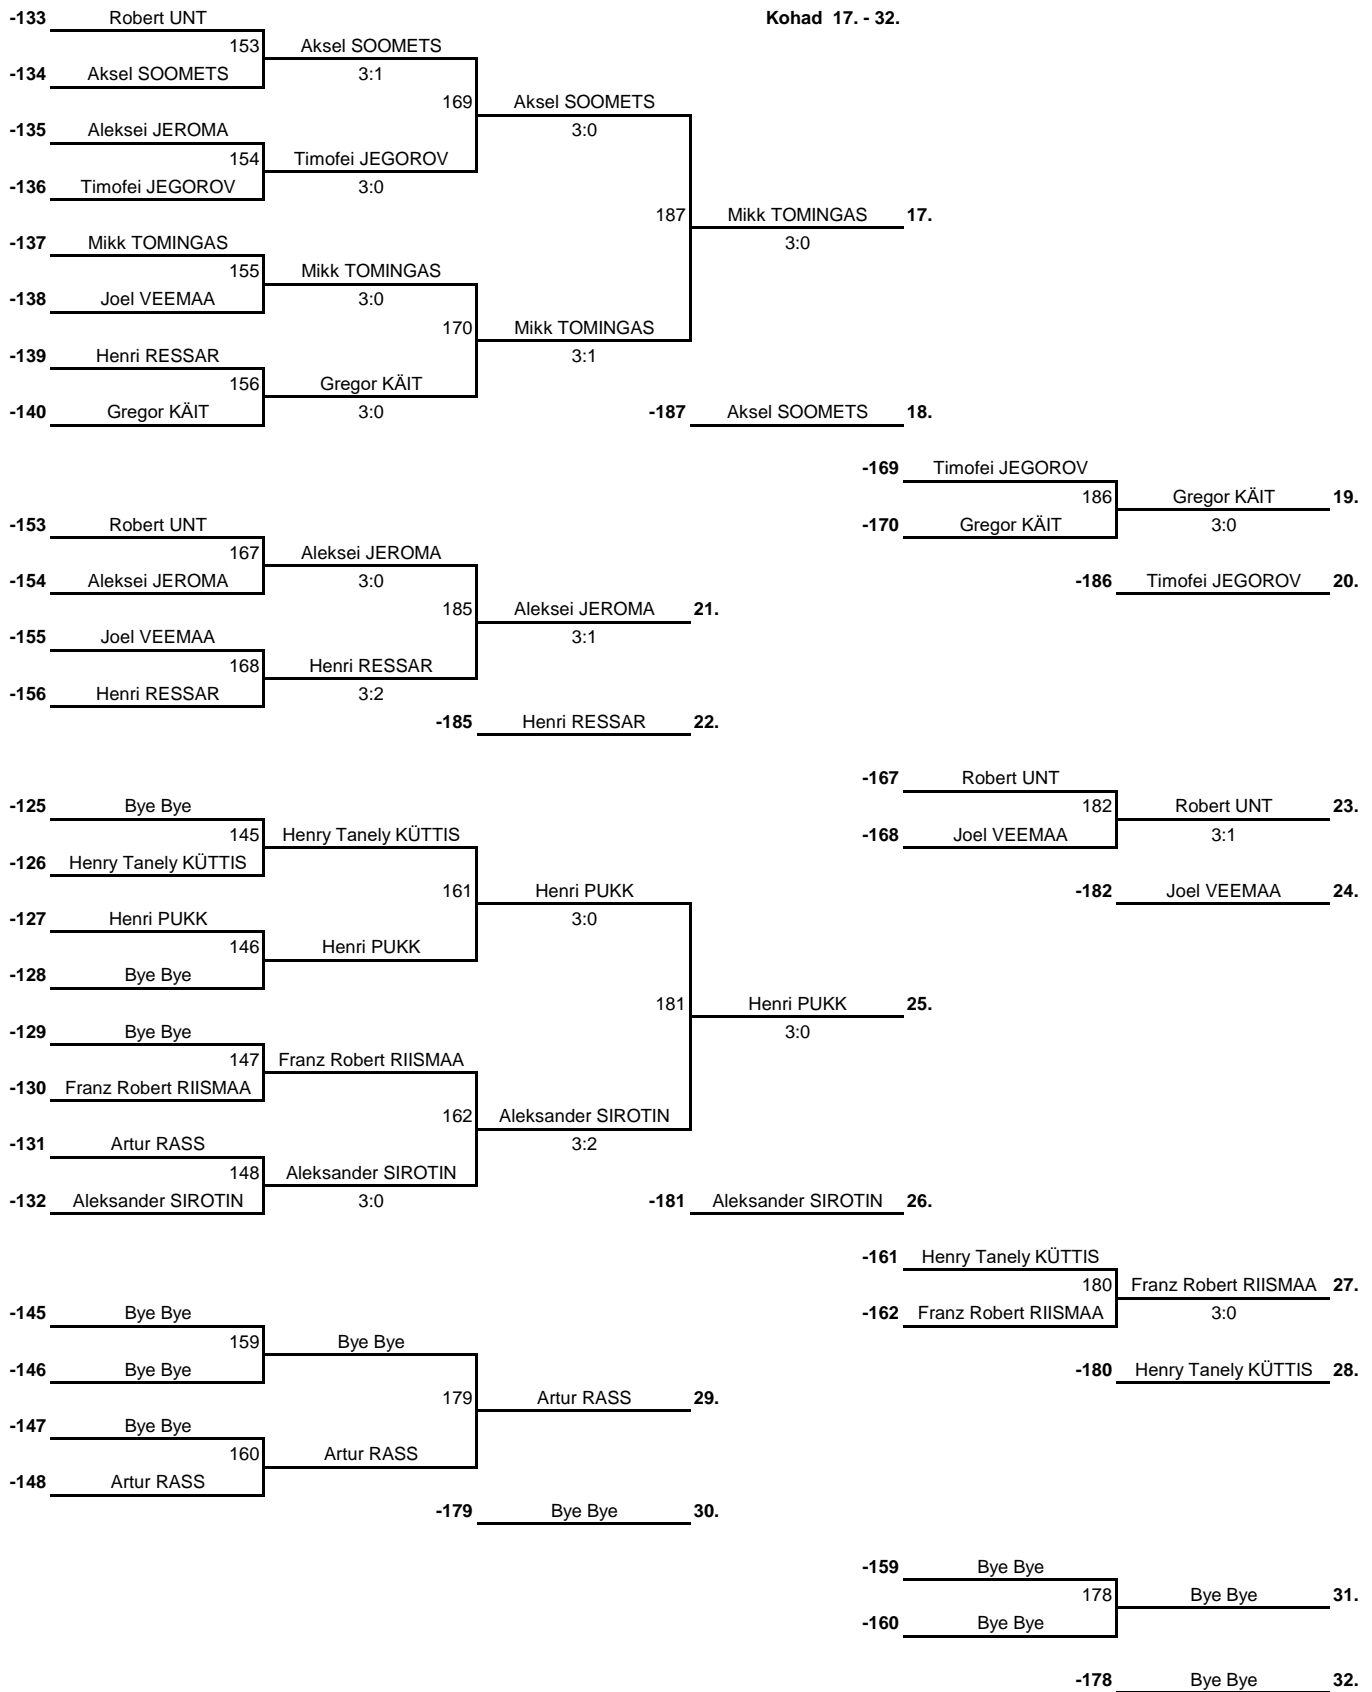 -133 Robert UNT Kohad 17. - 32.
153 Aksel SOOMETS
-134 Aksel SOOMETS 3:1
169 Aksel SOOMETS
-135 Aleksei JEROMA 3:0
154 Timofei JEGOROV
-136 Timofei JEGOROV 3:0
187 Mikk TOMINGAS 17.
-137 Mikk TOMINGAS 3:0
155 Mikk TOMINGAS
-138 Joel VEEMAA 3:0
170 Mikk TOMINGAS
-139 Henri RESSAR 3:1
156 Gregor KÄIT
-140 Gregor KÄIT 3:0 -187 Aksel SOOMETS 18.
-169 Timofei JEGOROV
186 Gregor KÄIT 19.
-153 Robert UNT -170 Gregor KÄIT 3:0
167 Aleksei JEROMA
-154 Aleksei JEROMA 3:0 -186 Timofei JEGOROV 20.
185 Aleksei JEROMA 21.
-155 Joel VEEMAA 3:1
168 Henri RESSAR
-156 Henri RESSAR 3:2
-185 Henri RESSAR 22.
-167 Robert UNT
-125 Bye Bye 182 Robert UNT 23.
145 Henry Tanely KÜTTIS -168 Joel VEEMAA 3:1
-126 Henry Tanely KÜTTIS
161 Henri PUKK -182 Joel VEEMAA 24.
-127 Henri PUKK 3:0
146 Henri PUKK
-128 Bye Bye
181 Henri PUKK 25.
-129 Bye Bye 3:0
147 Franz Robert RIISMAA
-130 Franz Robert RIISMAA
162 Aleksander SIROTIN
-131 Artur RASS 3:2
148 Aleksander SIROTIN
-132 Aleksander SIROTIN 3:0 -181 Aleksander SIROTIN 26.
-161 Henry Tanely KÜTTIS
180 Franz Robert RIISMAA 27.
-145 Bye Bye -162 Franz Robert RIISMAA 3:0
159 Bye Bye
-146 Bye Bye -180 Henry Tanely KÜTTIS 28.
179 Artur RASS 29.
-147 Bye Bye
160 Artur RASS
-148 Artur RASS
-179 Bye Bye 30.
-159 Bye Bye
178 Bye Bye 31.
-160 Bye Bye
-178 Bye Bye 32.